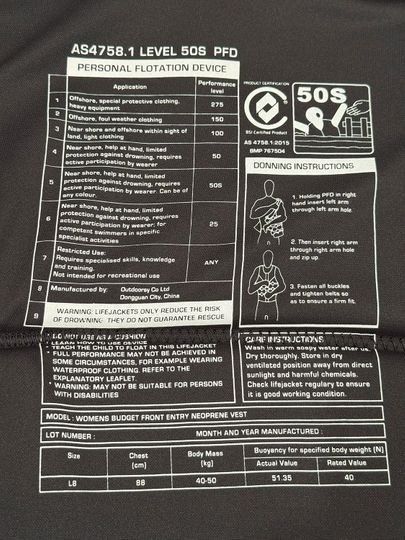 AS4758.1 LEVEL 50S PFD
PERSONAL FLOTATION DEVICE
Application Performance level
1 Offshore, special protective clothing, heavy equipment 275
2 Offshore, foul weather clothing 150
3 Near shore and offshore within sight of land, light clothing 100
4 Near shore, help at hand, limited protection against drowning, requires active participation by wearer 50
5 Near shore, help at hand, limited protection against drowning, requires active participation by wearer. Can be of any colour. 50S
6 Near shore, help at hand, limited protection against drowning, requires active participation by wearer; for competent swimmers in specific specialist activities 25
7 Restricted Use: Requires specialised skills, knowledge and training. Not intended for recreational use ANY
8 Manufactured by: Outdoorsy Co Ltd Dongguan City, China
9 WARNING: LIFEJACKETS ONLY REDUCE THE RISK OF DROWNING- THEY DO NOT GUARANTEE RESCUE
DO NOT USE AS A CUSHION
LEARN HOW TO USE DEVICE
* TEACH THE CHILD TO FLOAT IN THIS LIFEJACKET
* FULL PERFORMANCE MAY NOT BE ACHIEVED IN
SOME CIRCUMSTANCES, FOR EXAMPLE WEARING
WATERPROOF CLOTHING. REFER TO THE
EXPLANATORY LEAFLET.
* WARNING: MAY NOT BE SUITABLE FOR PERSONS
WITH DISABILITIES
PRODUCT CERTIFICATION
BSI Certified Product
AS 4758.1:2015
BMP 767504
50S
DONNING INSTRUCTIONS
1. Holding PFD in right
hand insert left arm
through left arm hole.
2. Then insert right arm
through right arm hole
and zip up.
3. Fasten all buckles
and tighten belts so
as to ensure a firm fit.
CARE INSTRUCTIONS
Wash in warm soapy water after us
Dry thoroughly. Store in dry
ventilated position away from direct
sunlight and harmful chemicals.
Check lifejacket regulary to ensure
it is good working condition.
MODEL : WOMENS BUDGET FRONT ENTRY NEOPRENE VEST
LOT NUMBER : MONTH AND YEAR MANUFACTURED :
Size Chest (cm) Body Mass (kg) Buoyancy for specified body weight (N)
Actual Value Rated Value
L8 88 40-50 51.35 40